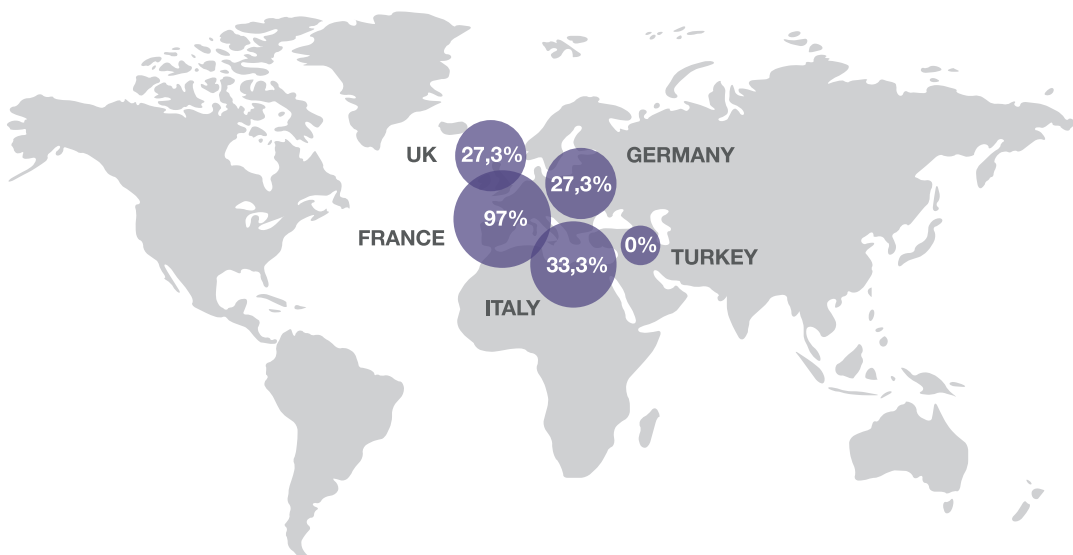 UK 27,3%
GERMANY
27,3%
FRANCE 97%
0% TURKEY
33,3%
ITALY